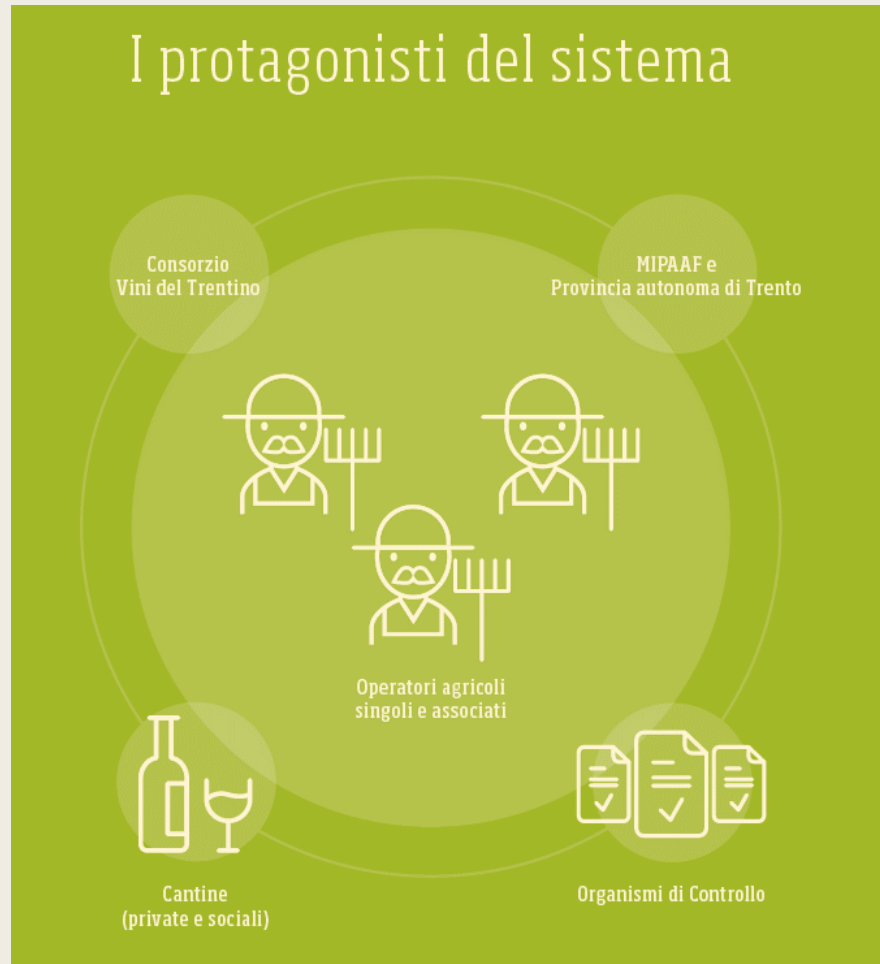 I protagonisti del sistema
Consorzio
Vini del Trentino
MIPAAF e
Provincia autonoma di Trento
Operatori agricoli
singoli e associati
Cantine
(private e sociali)
Organismi di Controllo